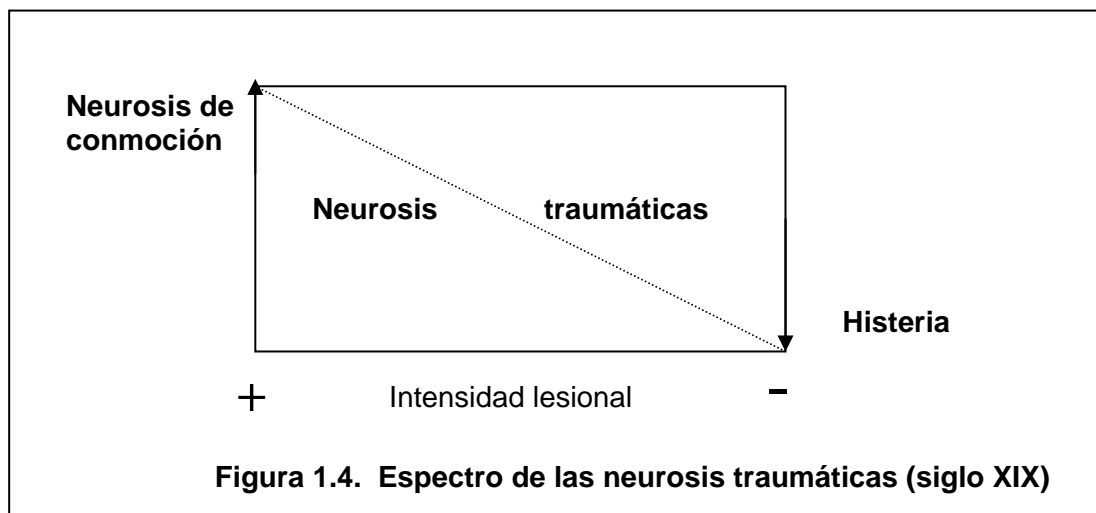 Neurosis de
conmoción
Neurosis traumáticas
Histeria
+ Intensidad lesional -
Figura 1.4. Espectro de las neurosis traumáticas (siglo XIX)